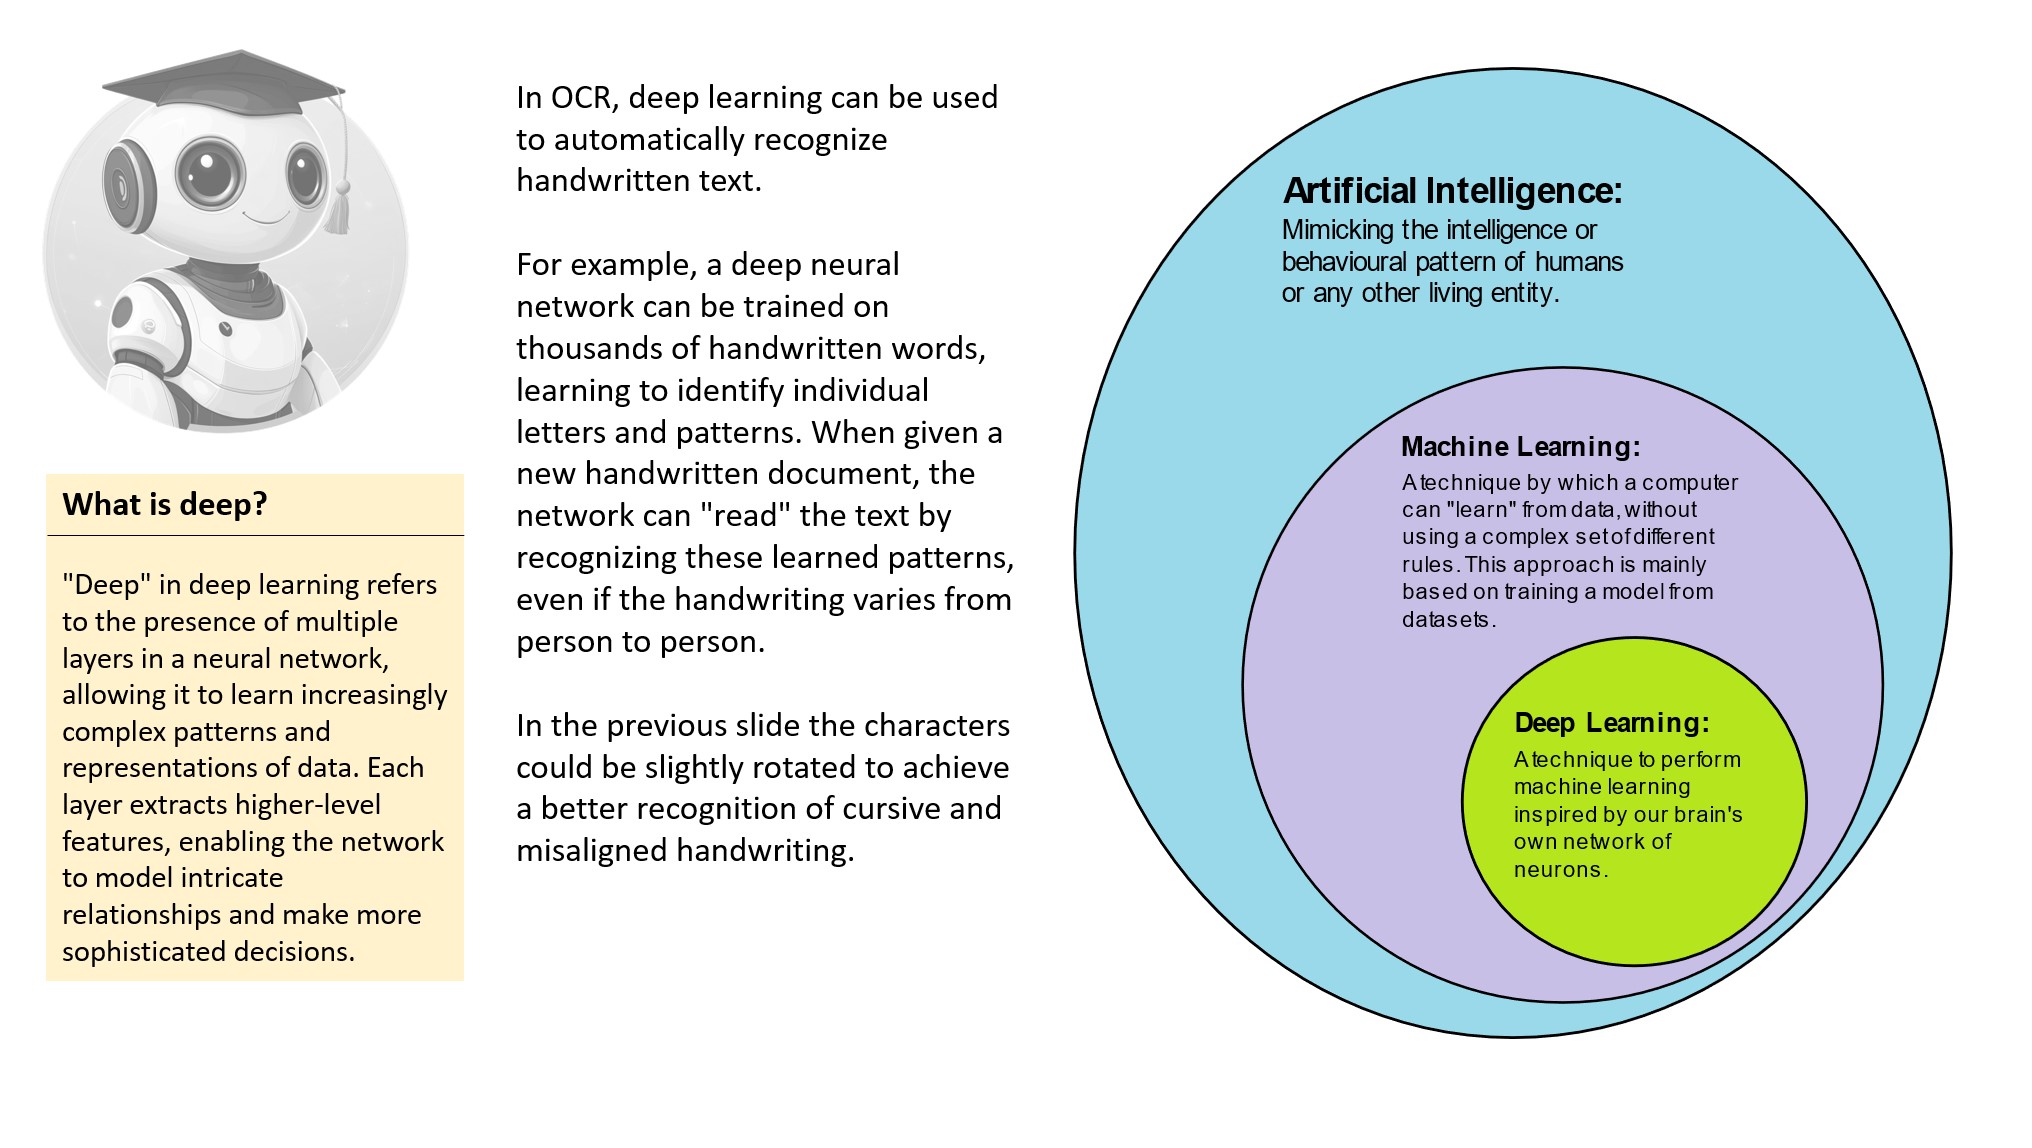 What is deep?
"Deep" in deep learning refers
to the presence of multiple
layers in a neural network,
allowing it to learn increasingly
complex patterns and
representations of data. Each
layer extracts higher-level
features, enabling the network
to model intricate
relationships and make more
sophisticated decisions.
In OCR, deep learning can be used
to automatically recognize
handwritten text.
For example, a deep neural
network can be trained on
thousands of handwritten words,
learning to identify individual
letters and patterns. When given a
new handwritten document, the
network can "read" the text by
recognizing these learned patterns,
even if the handwriting varies from
person to person.
In the previous slide the characters
could be slightly rotated to achieve
a better recognition of cursive and
misaligned handwriting.
Artificial Intelligence:
Mimicking the intelligence or
behavioural pattern of humans
or any other living entity.
Machine Learning:
A technique by which a computer
can "learn" from data, without
using a complex set of different
rules. This approach is mainly
based on training a model from
datasets.
Deep Learning:
A technique to perform
machine learning
inspired by our brain's
own network of
neurons.